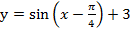 y = sin (x − π/4) + 3